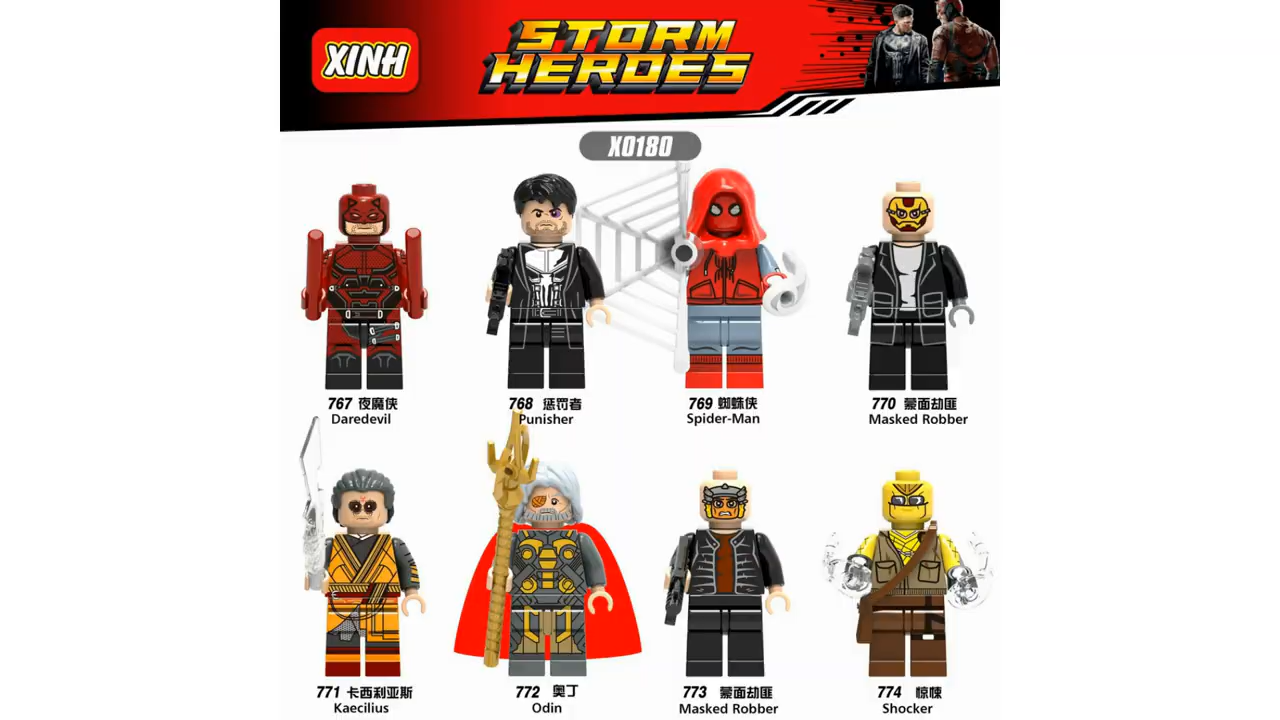 XINH
STORM
HEROES
X0180
767 夜魔侠
Daredevil
768 惩罚者
Punisher
769 蜘蛛侠
Spider-Man
770 蒙面劫匪
Masked Robber
771 卡西利亚斯
Kaecilius
772 奥丁
Odin
773 蒙面劫匪
Masked Robber
774 惊悚
Shocker